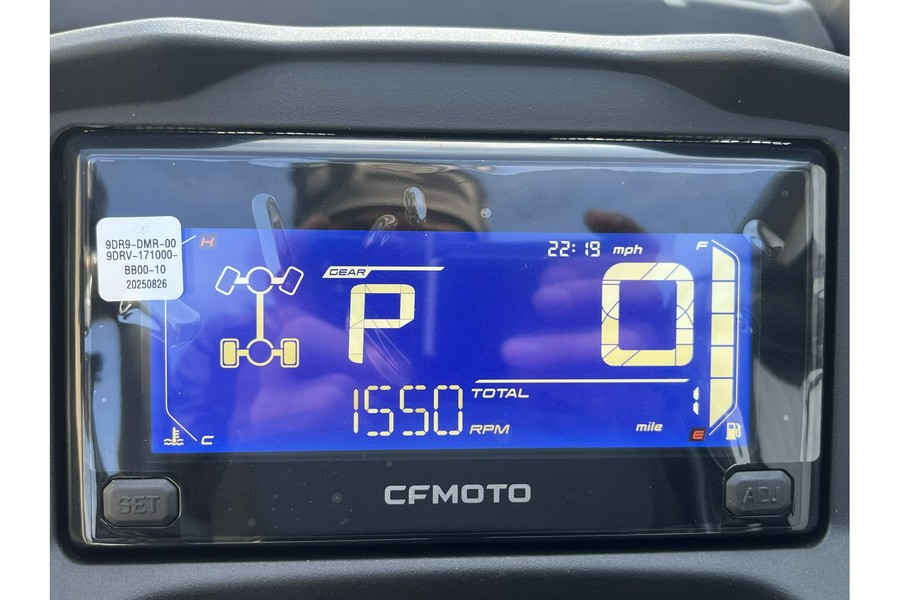 9DR9-DMR-00
9DRV-171000-
BB00-10
20250826
H
22:19 mph
F
GEAR
P
0
1550 RPM
TOTAL
1
mile
E
C
SET
CFMOTO
ADJ